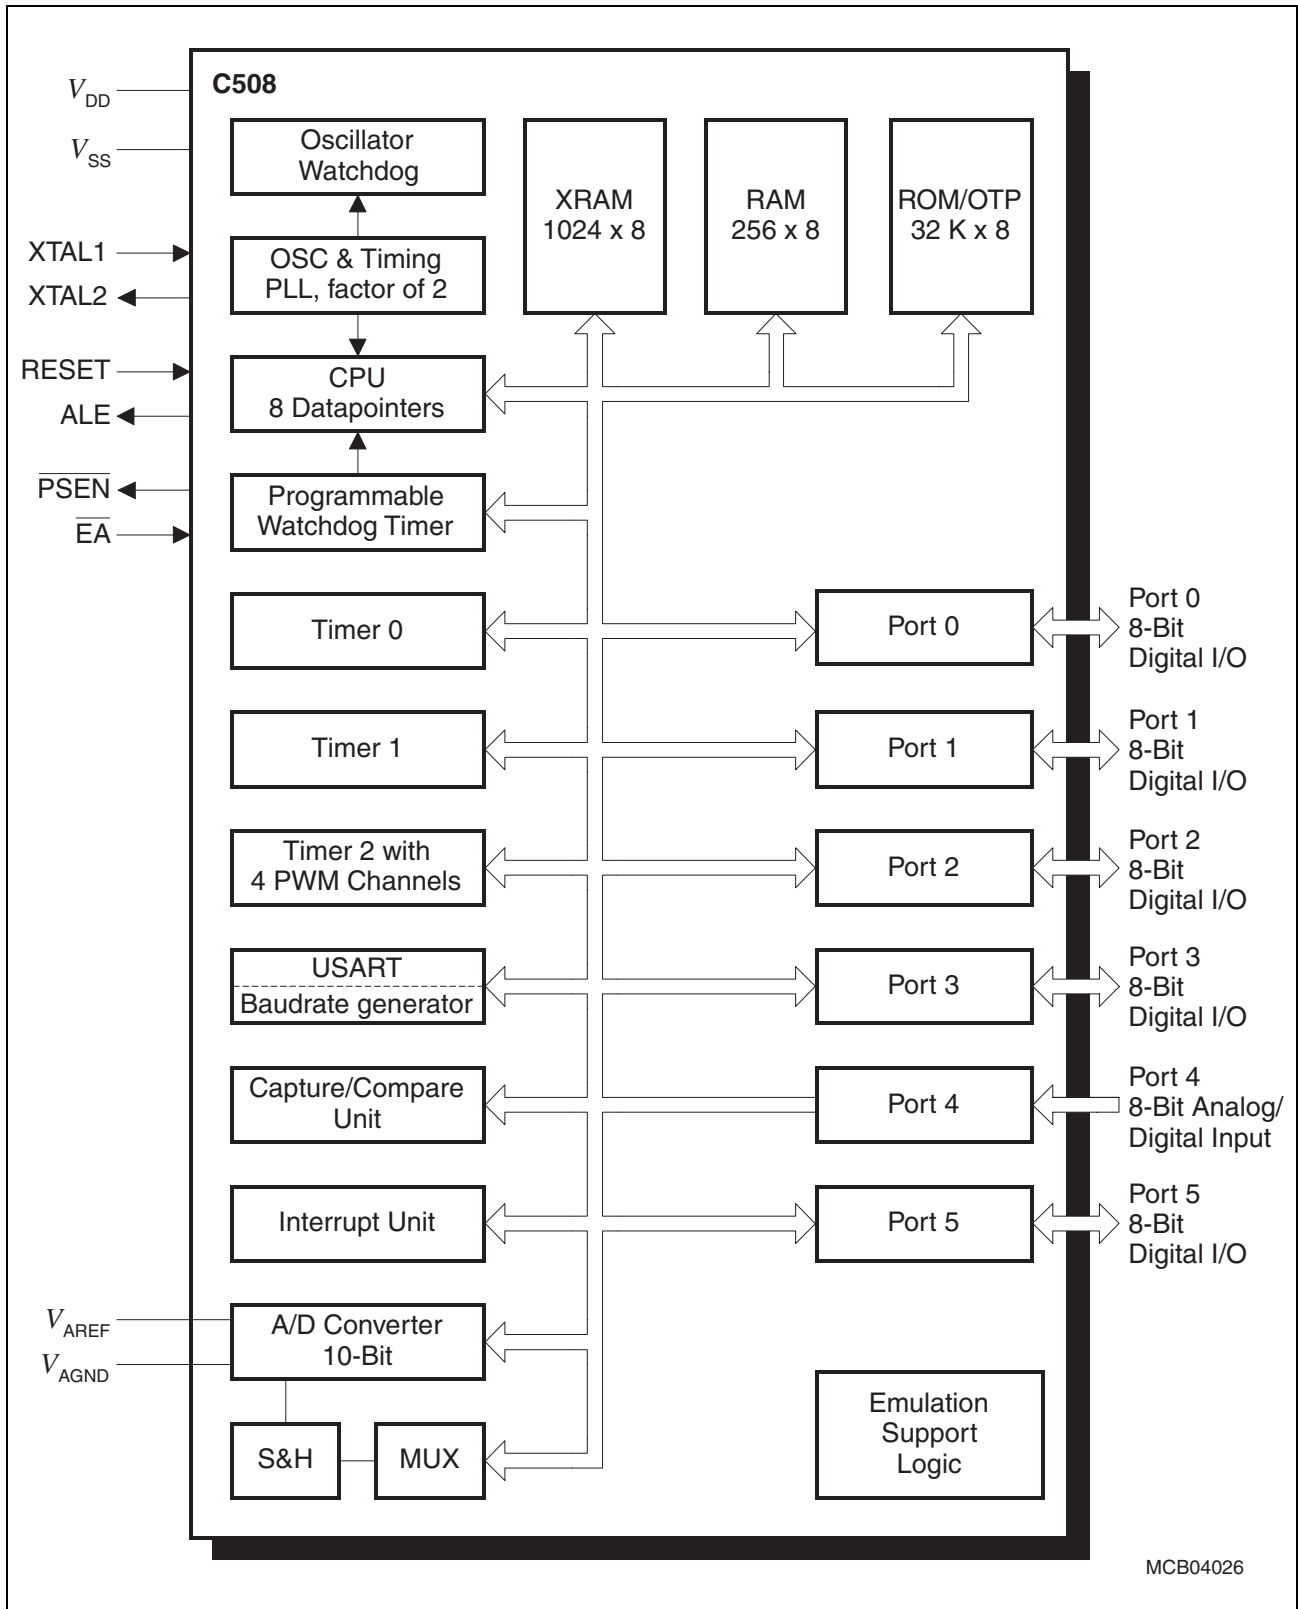 C508
V DD
V SS
XTAL1
XTAL2
RESET
ALE
PSEN
EA
Oscillator
Watchdog
OSC & Timing
PLL, factor of 2
CPU
8 Datapointers
Programmable
Watchdog Timer
XRAM
1024 x 8
RAM
256 x 8
ROM/OTP
32 K x 8
Timer 0
Timer 1
Timer 2 with
4 PWM Channels
USART
Baudrate generator
Capture/Compare
Unit
Interrupt Unit
V AREF
V AGND
A/D Converter
10-Bit
S&H
MUX
Port 0
Port 1
Port 2
Port 3
Port 4
Port 5
Port 0
8-Bit
Digital I/O
Port 1
8-Bit
Digital I/O
Port 2
8-Bit
Digital I/O
Port 3
8-Bit
Digital I/O
Port 4
8-Bit Analog/
Digital Input
Port 5
8-Bit
Digital I/O
Emulation
Support
Logic
MCB04026